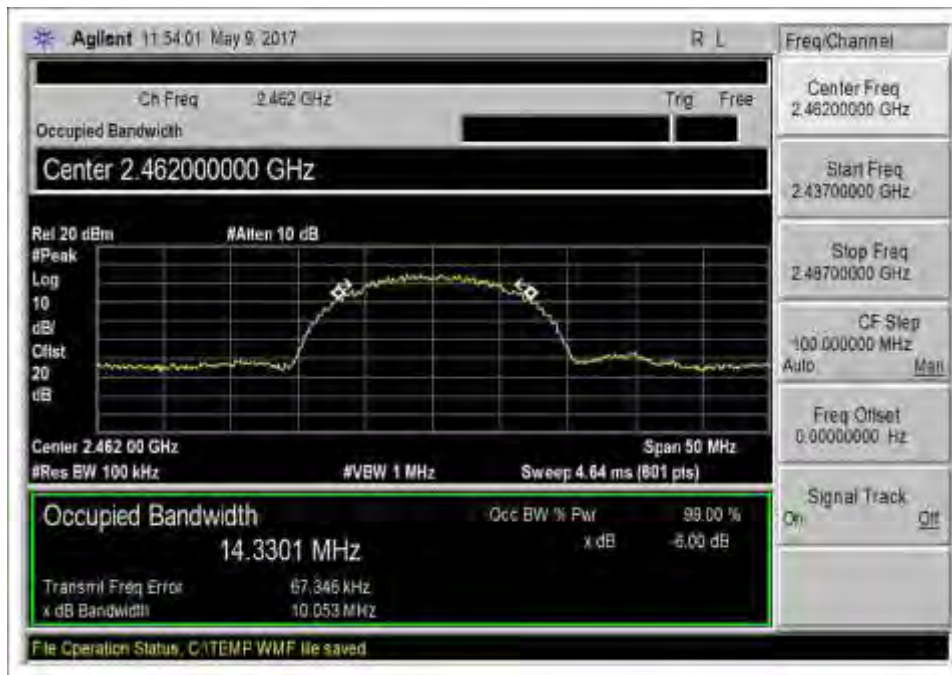 Agilent 11:54:01 May 9, 2017 R L
Freq/Channel
Ch Freq 2.462 GHz Trig Free
Occupied Bandwidth
Center 2.462000000 GHz
Ref 20 dBm #Atten 10 dB
#Peak
Log
10
dB/
Offst
20
dB
Center 2.462 00 GHz Span 50 MHz
#Res BW 100 kHz #VBW 1 MHz Sweep 4.64 ms (601 pts)
Occupied Bandwidth Occ BW % Pwr 99.00 %
14.3301 MHz x dB -6.00 dB
Transmit Freq Error 67.346 kHz
x dB Bandwidth 10.053 MHz
File Operation Status, C:\TEMP.WMF file saved
Center Freq
2.46200000 GHz
Start Freq
2.43700000 GHz
Stop Freq
2.48700000 GHz
CF Step
100.000000 MHz
Auto Man
Freq Offset
0.00000000 Hz
Signal Track
On Off